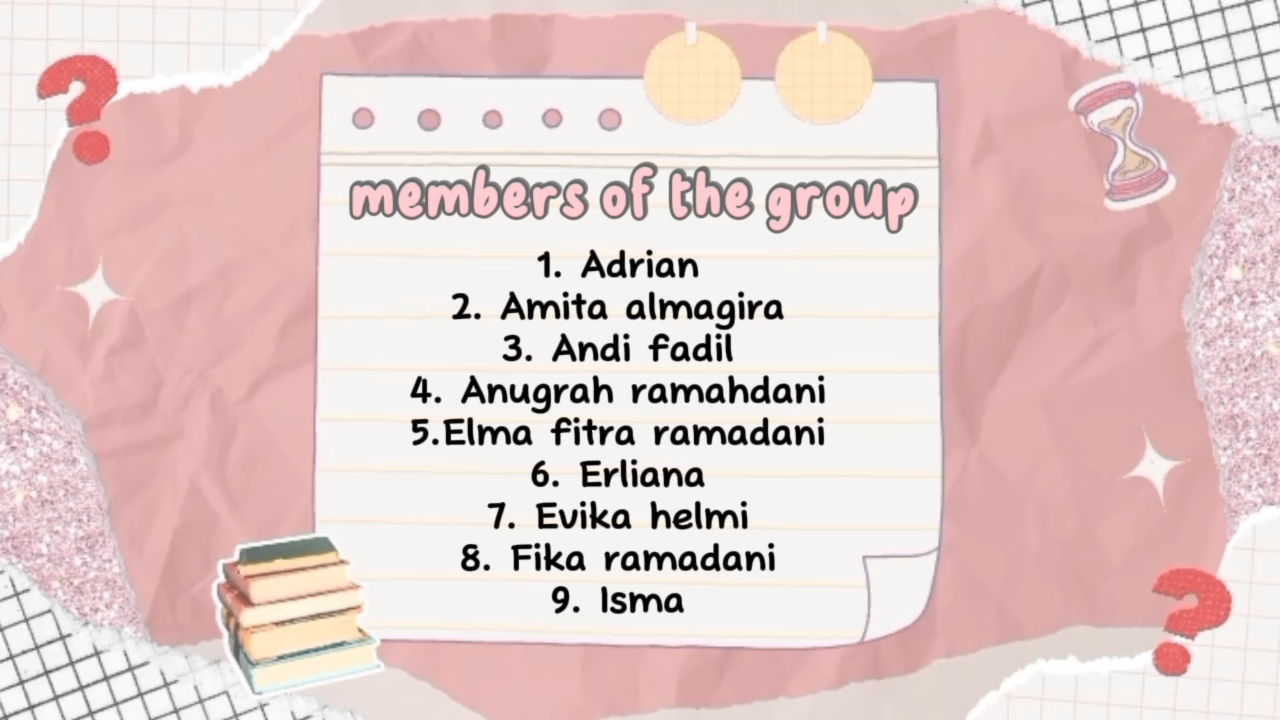 members of the group
1. Adrian
2. Amita almagira
3. Andi fadil
4. Anugrah ramahdani
5.Elma fitra ramadani
6. Erliana
7. Evika helmi
8. Fika ramadani
9. Isma